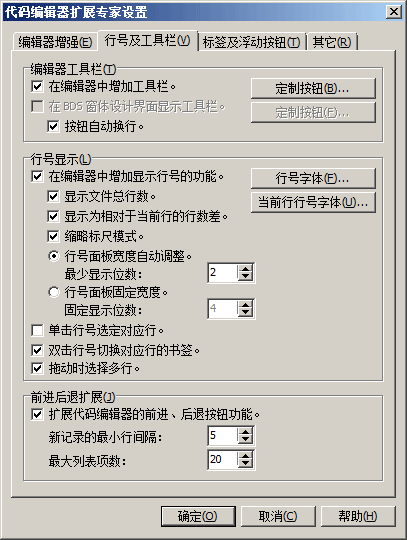 代码编辑器扩展专家设置
编辑器增强(E) 行号及工具栏(V) 标签及浮动按钮(T) 其它(R)
编辑器工具栏(T)
在编辑器中增加工具栏。 定制按钮(B)...
在 BDS 窗体设计界面显示工具栏。 定制按钮(F)...
按钮自动换行。
行号显示(L)
在编辑器中增加显示行号的功能。 行号字体(F)...
显示文件总行数。 当前行行号字体(U)...
显示为相对于当前行的行数差。
缩略标尺模式。
行号面板宽度自动调整。
最少显示位数: 2
行号面板固定宽度。
固定显示位数: 4
单击行号选定对应行。
双击行号切换对应行的书签。
拖动时选择多行。
前进后退扩展(J)
扩展代码编辑器的前进、后退按钮功能。
新记录的最小行间隔: 5
最大列表项数: 20
确定(O) 取消(C) 帮助(H)